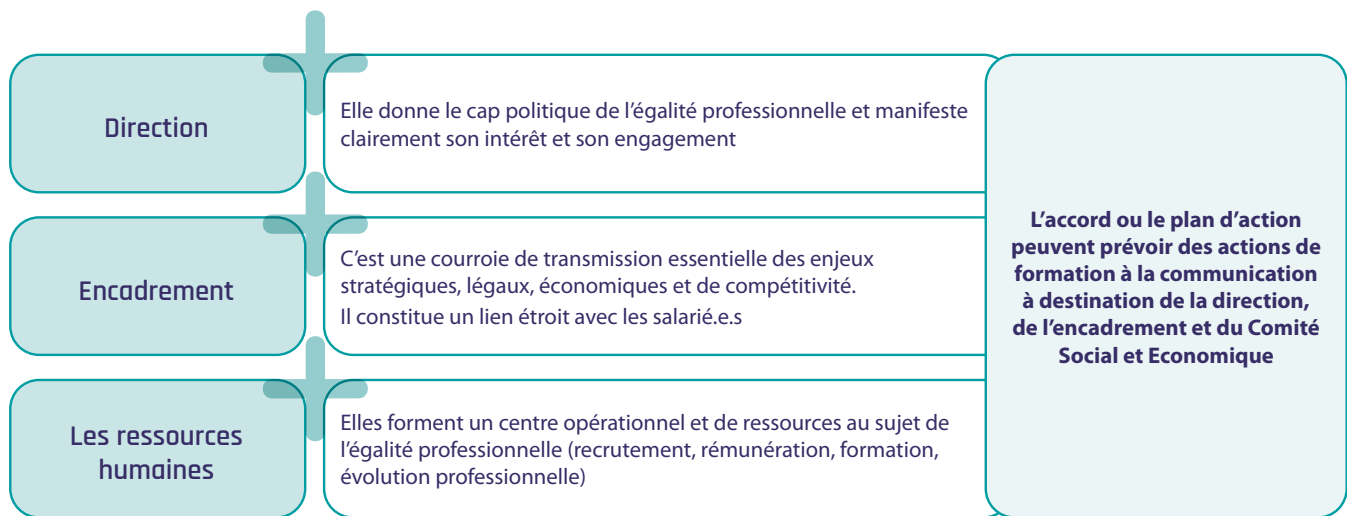 Direction
Elle donne le cap politique de l'égalité professionnelle et manifeste
clairement son intérêt et son engagement
Encadrement
C'est une courroie de transmission essentielle des enjeux
stratégiques, légaux, économiques et de compétitivité.
Il constitue un lien étroit avec les salarié.e.s
Les ressources
humaines
Elles forment un centre opérationnel et de ressources au sujet de
l'égalité professionnelle (recrutement, rémunération, formation,
évolution professionnelle)
L'accord ou le plan d'action
peuvent prévoir des actions de
formation à la communication
à destination de la direction,
de l'encadrement et du Comité
Social et Economique